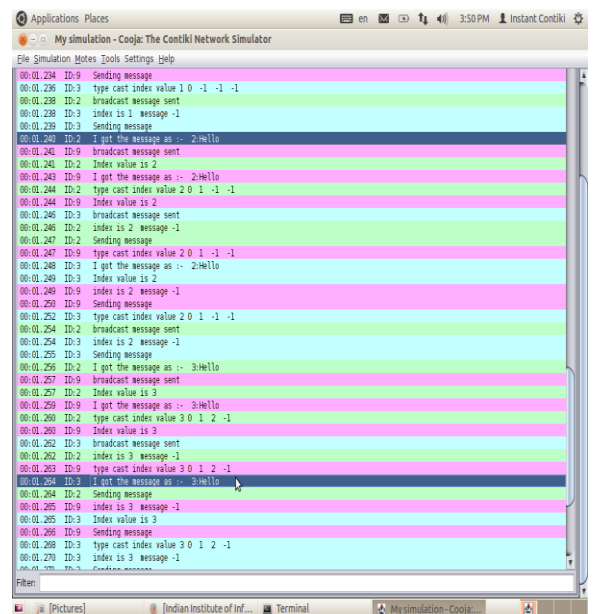 Applications Places en 3:50 PM Instant Contiki
My simulation - Cooja: The Contiki Network Simulator
File Simulation Motes Tools Settings Help
00:01.234 ID:9 Sending message
00:01.236 ID:3 type cast index value 1 0 -1 -1 -1
00:01.238 ID:2 broadcast message sent
00:01.238 ID:3 index is 1 message -1
00:01.239 ID:3 Sending message
00:01.240 ID:2 I got the message as :- 2:Hello
00:01.241 ID:9 broadcast message sent
00:01.241 ID:2 Index value is 2
00:01.243 ID:9 I got the message as :- 2:Hello
00:01.244 ID:2 type cast index value 2 0 1 -1 -1
00:01.244 ID:9 Index value is 2
00:01.246 ID:3 broadcast message sent
00:01.246 ID:2 index is 2 message -1
00:01.247 ID:2 Sending message
00:01.247 ID:9 type cast index value 2 0 1 -1 -1
00:01.248 ID:3 I got the message as :- 2:Hello
00:01.249 ID:3 Index value is 2
00:01.249 ID:9 index is 2 message -1
00:01.250 ID:9 Sending message
00:01.252 ID:3 type cast index value 2 0 1 -1 -1
00:01.254 ID:2 broadcast message sent
00:01.254 ID:3 index is 2 message -1
00:01.255 ID:3 Sending message
00:01.256 ID:2 I got the message as :- 3:Hello
00:01.257 ID:9 broadcast message sent
00:01.257 ID:2 Index value is 3
00:01.259 ID:9 I got the message as :- 3:Hello
00:01.260 ID:2 type cast index value 3 0 1 2 -1
00:01.260 ID:9 Index value is 3
00:01.262 ID:3 broadcast message sent
00:01.262 ID:2 index is 3 message -1
00:01.263 ID:9 type cast index value 3 0 1 2 -1
00:01.264 ID:3 I got the message as :- 3:Hello
00:01.264 ID:2 Sending message
00:01.265 ID:9 index is 3 message -1
00:01.265 ID:3 Index value is 3
00:01.266 ID:9 Sending message
00:01.268 ID:3 type cast index value 3 0 1 2 -1
00:01.270 ID:3 index is 3 message -1
Filter:
[Pictures] [Indian Institute of Inf... Terminal My simulation - Cooja:...